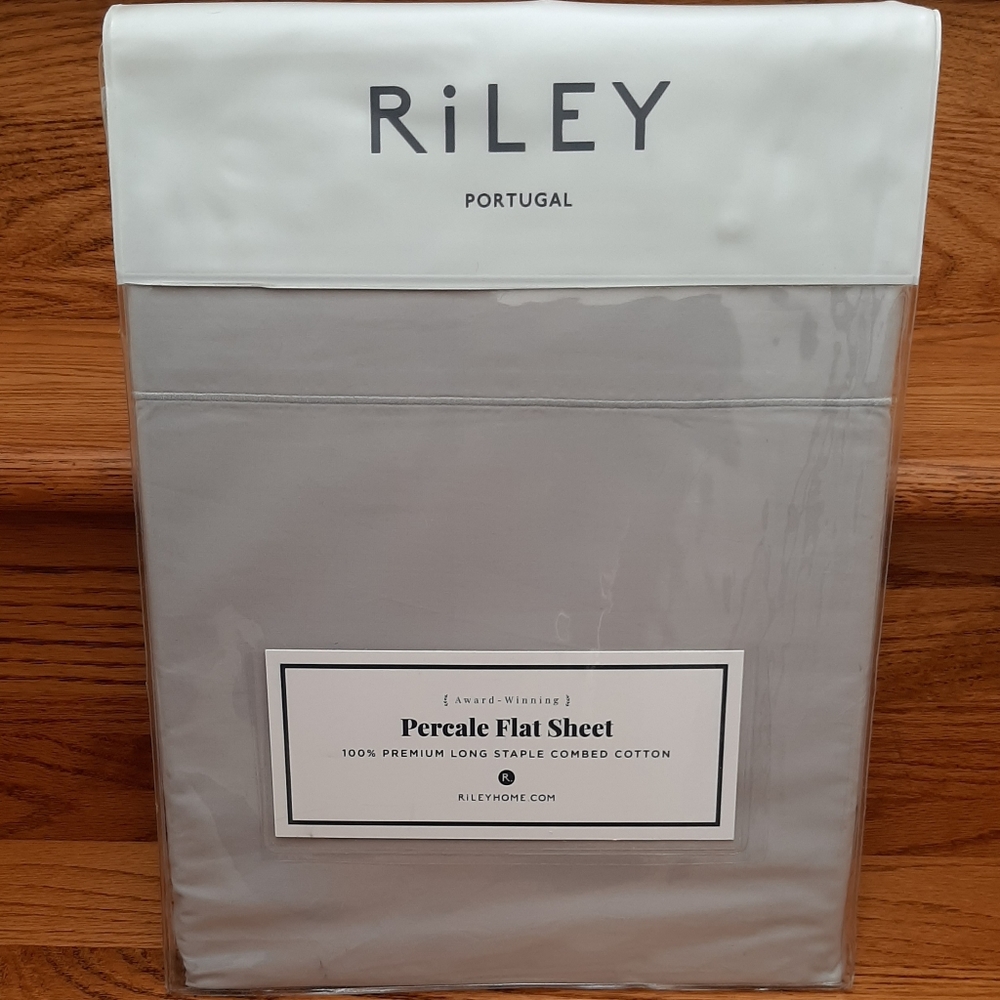 RiLEY
PORTUGAL
Award-Winning
Percale Flat Sheet
100% PREMIUM LONG STAPLE COMBED COTTON
R.
RiLEYHOME.COM